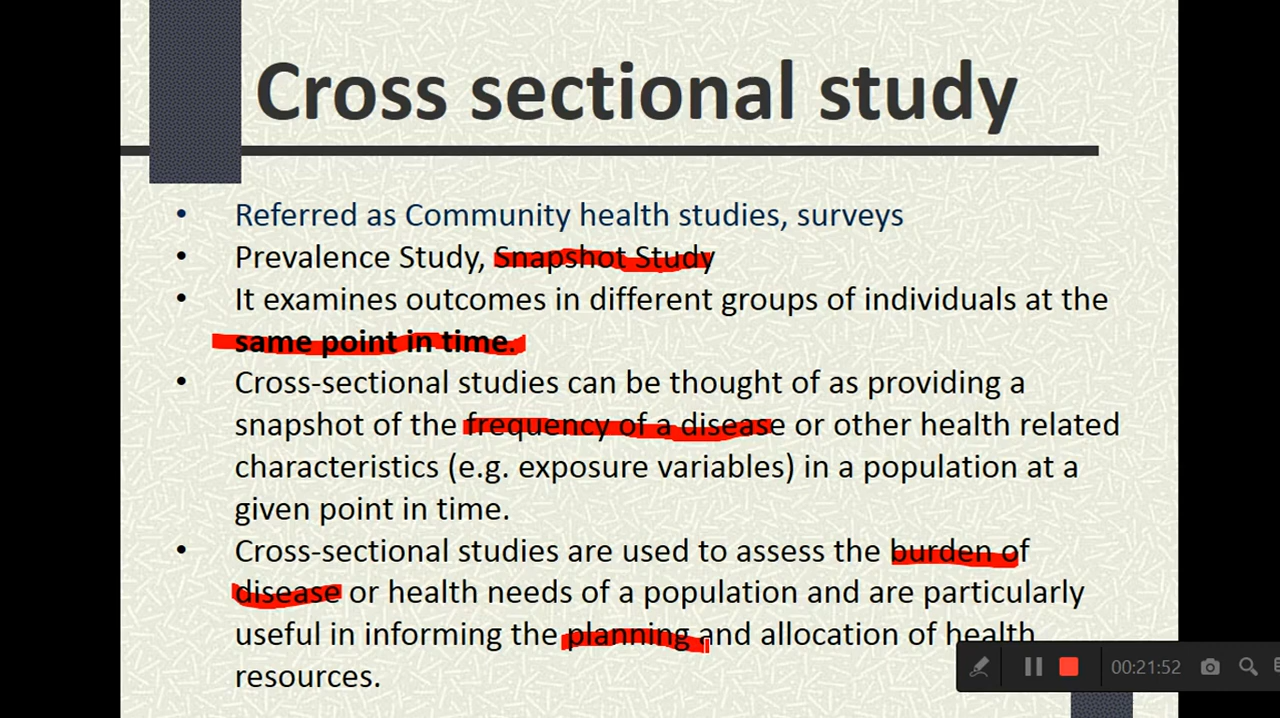 Cross sectional study
• Referred as Community health studies, surveys
• Prevalence Study, Snapshot Study
• It examines outcomes in different groups of individuals at the
same point in time.
• Cross-sectional studies can be thought of as providing a
snapshot of the frequency of a disease or other health related
characteristics (e.g. exposure variables) in a population at a
given point in time.
• Cross-sectional studies are used to assess the burden of
disease or health needs of a population and are particularly
useful in informing the planning and allocation of health
resources.
00:21:52